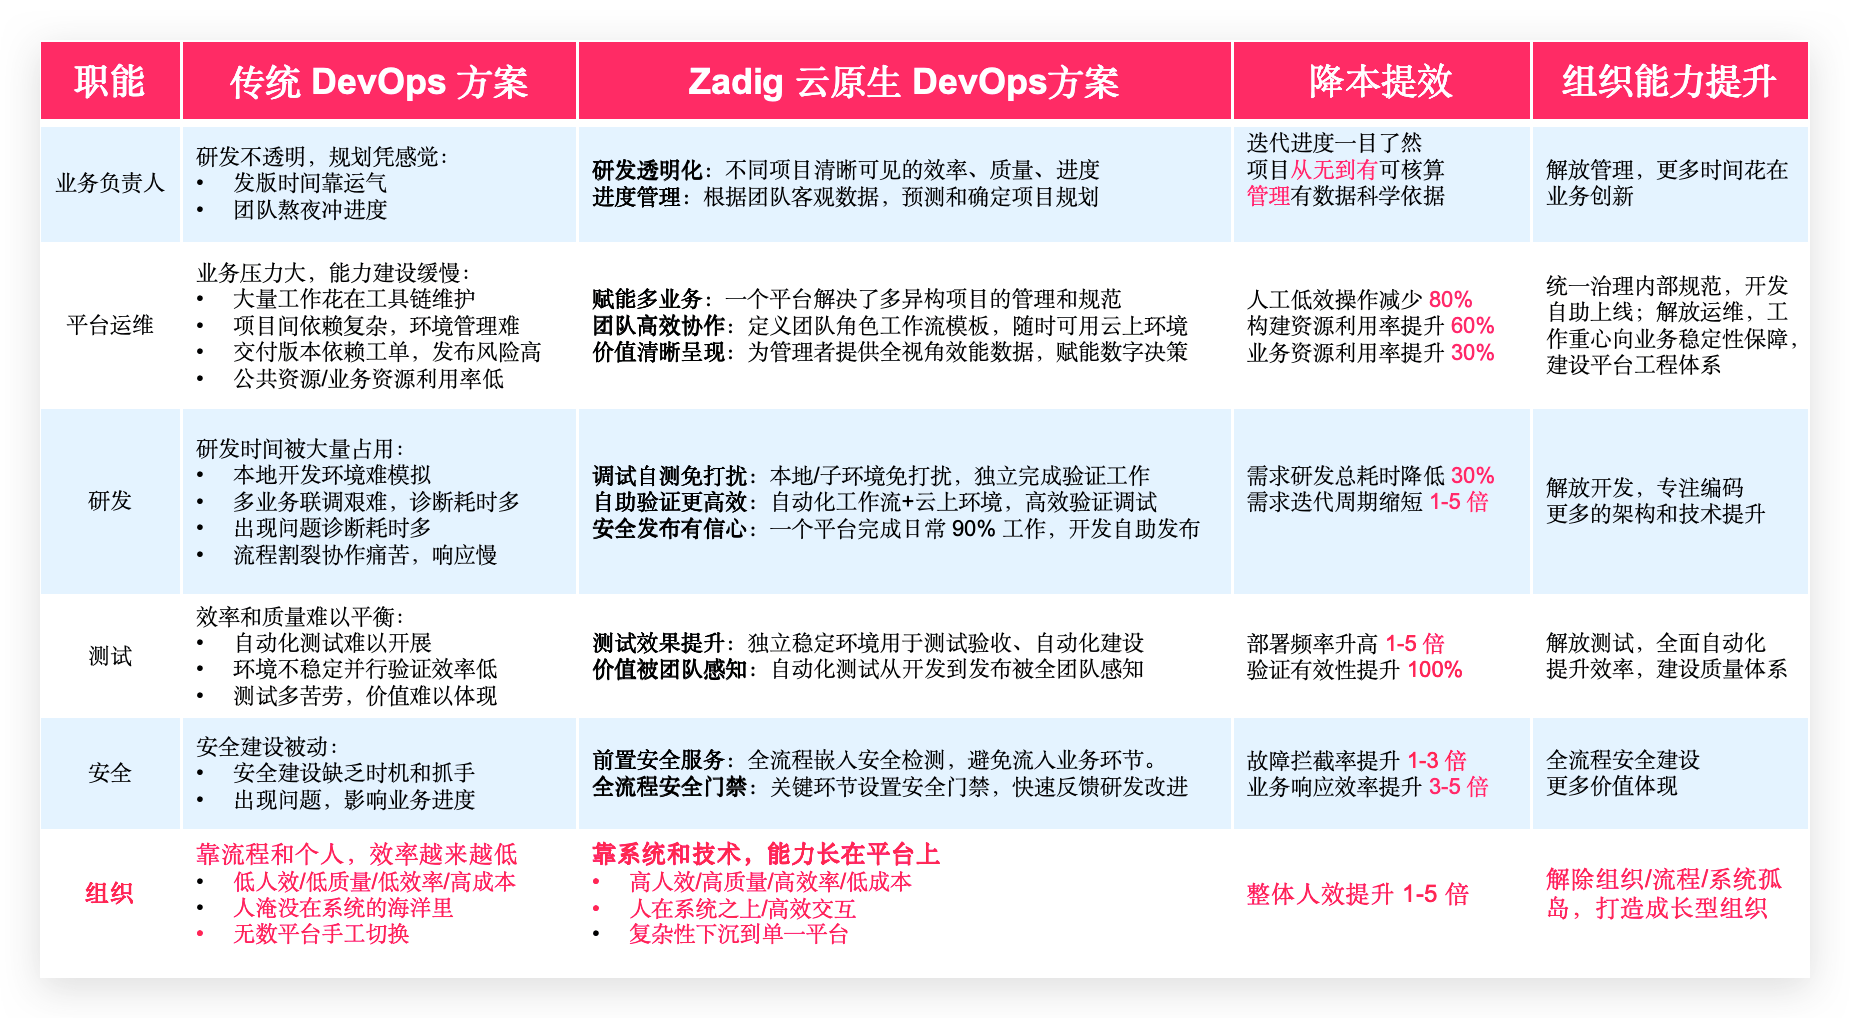 职能
传统 DevOps 方案
Zadig 云原生 DevOps方案
降本提效
组织能力提升
业务负责人
研发不透明，规划凭感觉：
• 发版时间靠运气
• 团队熬夜冲进度
研发透明化：不同项目清晰可见的效率、质量、进度
进度管理：根据团队客观数据，预测和确定项目规划
迭代进度一目了然
项目从无到有可核算
管理有数据科学依据
解放管理，更多时间花在
业务创新
平台运维
业务压力大，能力建设缓慢：
• 大量工作花在工具链维护
• 项目间依赖复杂，环境管理难
• 交付版本依赖工单，发布风险高
• 公共资源/业务资源利用率低
赋能多业务：一个平台解决了多异构项目的管理和规范
团队高效协作：定义团队角色工作流模板，随时可用云上环境
价值清晰呈现：为管理者提供全视角效能数据，赋能数字决策
人工低效操作减少 80%
构建资源利用率提升 60%
业务资源利用率提升 30%
统一治理内部规范，开发
自助上线；解放运维，工
作重心向业务稳定性保障，
建设平台工程体系
研发
研发时间被大量占用：
• 本地开发环境难模拟
• 多业务联调艰难，诊断耗时多
• 出现问题诊断耗时多
• 流程割裂协作痛苦，响应慢
调试自测免打扰：本地/子环境免打扰，独立完成验证工作
自助验证更高效：自动化工作流+云上环境，高效验证调试
安全发布有信心：一个平台完成日常 90% 工作，开发自助发布
需求研发总耗时降低 30%
需求迭代周期缩短 1-5 倍
解放开发，专注编码
更多的架构和技术提升
测试
效率和质量难以平衡：
• 自动化测试难以开展
• 环境不稳定并行验证效率低
• 测试多苦劳，价值难以体现
测试效果提升：独立稳定环境用于测试验收、自动化建设
价值被团队感知：自动化测试从开发到发布被全团队感知
部署频率升高 1-5 倍
验证有效性提升 100%
解放测试，全面自动化
提升效率，建设质量体系
安全
安全建设被动：
• 安全建设缺乏时机和抓手
• 出现问题，影响业务进度
前置安全服务：全流程嵌入安全检测，避免流入业务环节。
全流程安全门禁：关键环节设置安全门禁，快速反馈研发改进
故障拦截率提升 1-3 倍
业务响应效率提升 3-5 倍
全流程安全建设
更多价值体现
组织
靠流程和个人，效率越来越低
• 低人效/低质量/低效率/高成本
• 人淹没在系统的海洋里
• 无数平台手工切换
靠系统和技术，能力长在平台上
• 高人效/高质量/高效率/低成本
• 人在系统之上/高效交互
• 复杂性下沉到单一平台
整体人效提升 1-5 倍
解除组织/流程/系统孤
岛，打造成长型组织